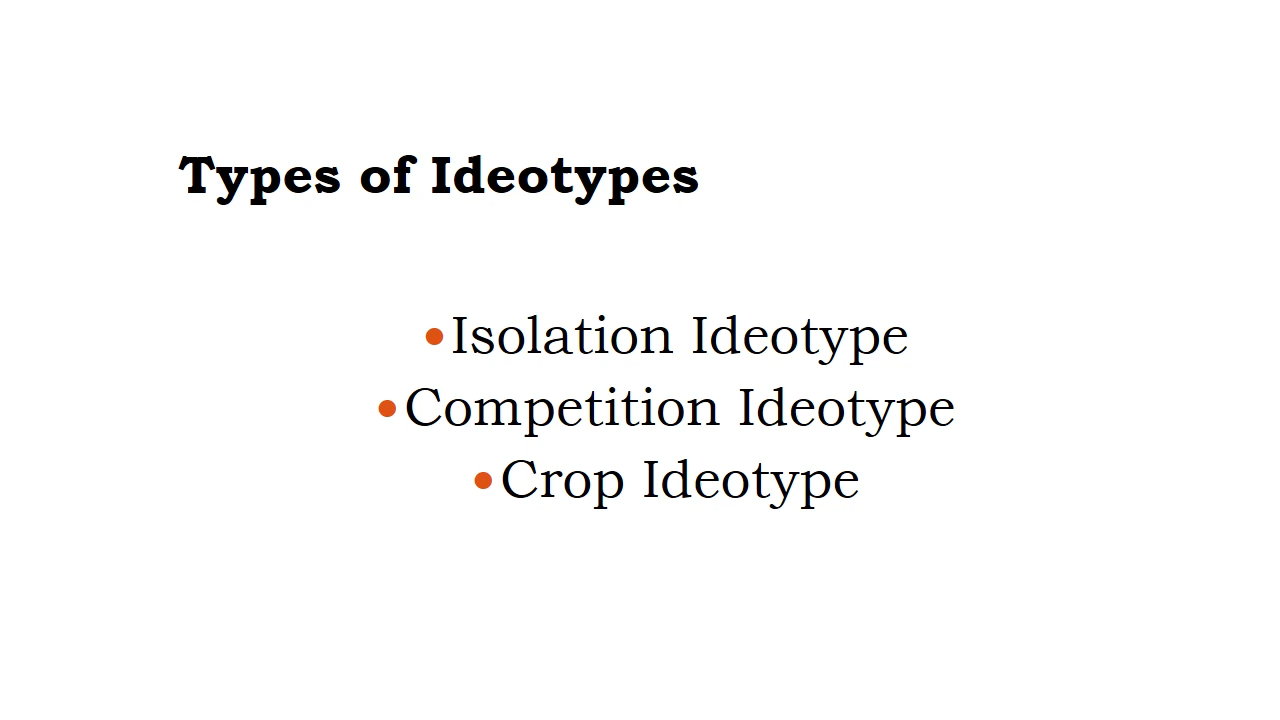 Types of Ideotypes
•Isolation Ideotype
•Competition Ideotype
•Crop Ideotype